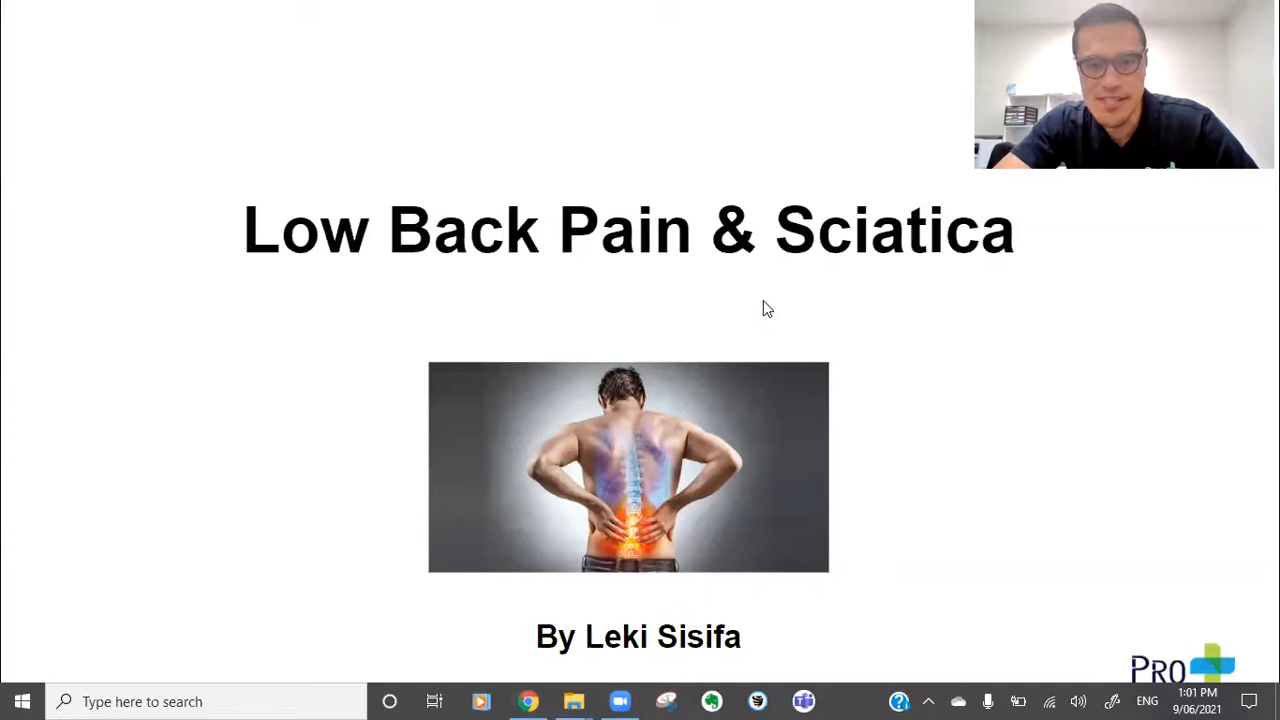 Low Back Pain & Sciatica
By Leki Sisifa
PRO
Type here to search
ENG
1:01 PM
9/06/2021